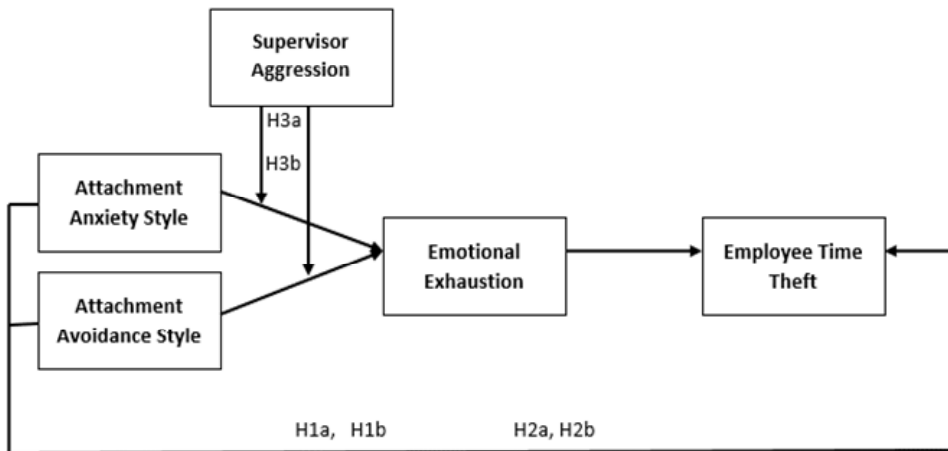 Supervisor
Aggression
H3a
H3b
Attachment
Anxiety Style
Emotional
Exhaustion
Employee Time
Theft
Attachment
Avoidance Style
H1a, H1b
H2a, H2b